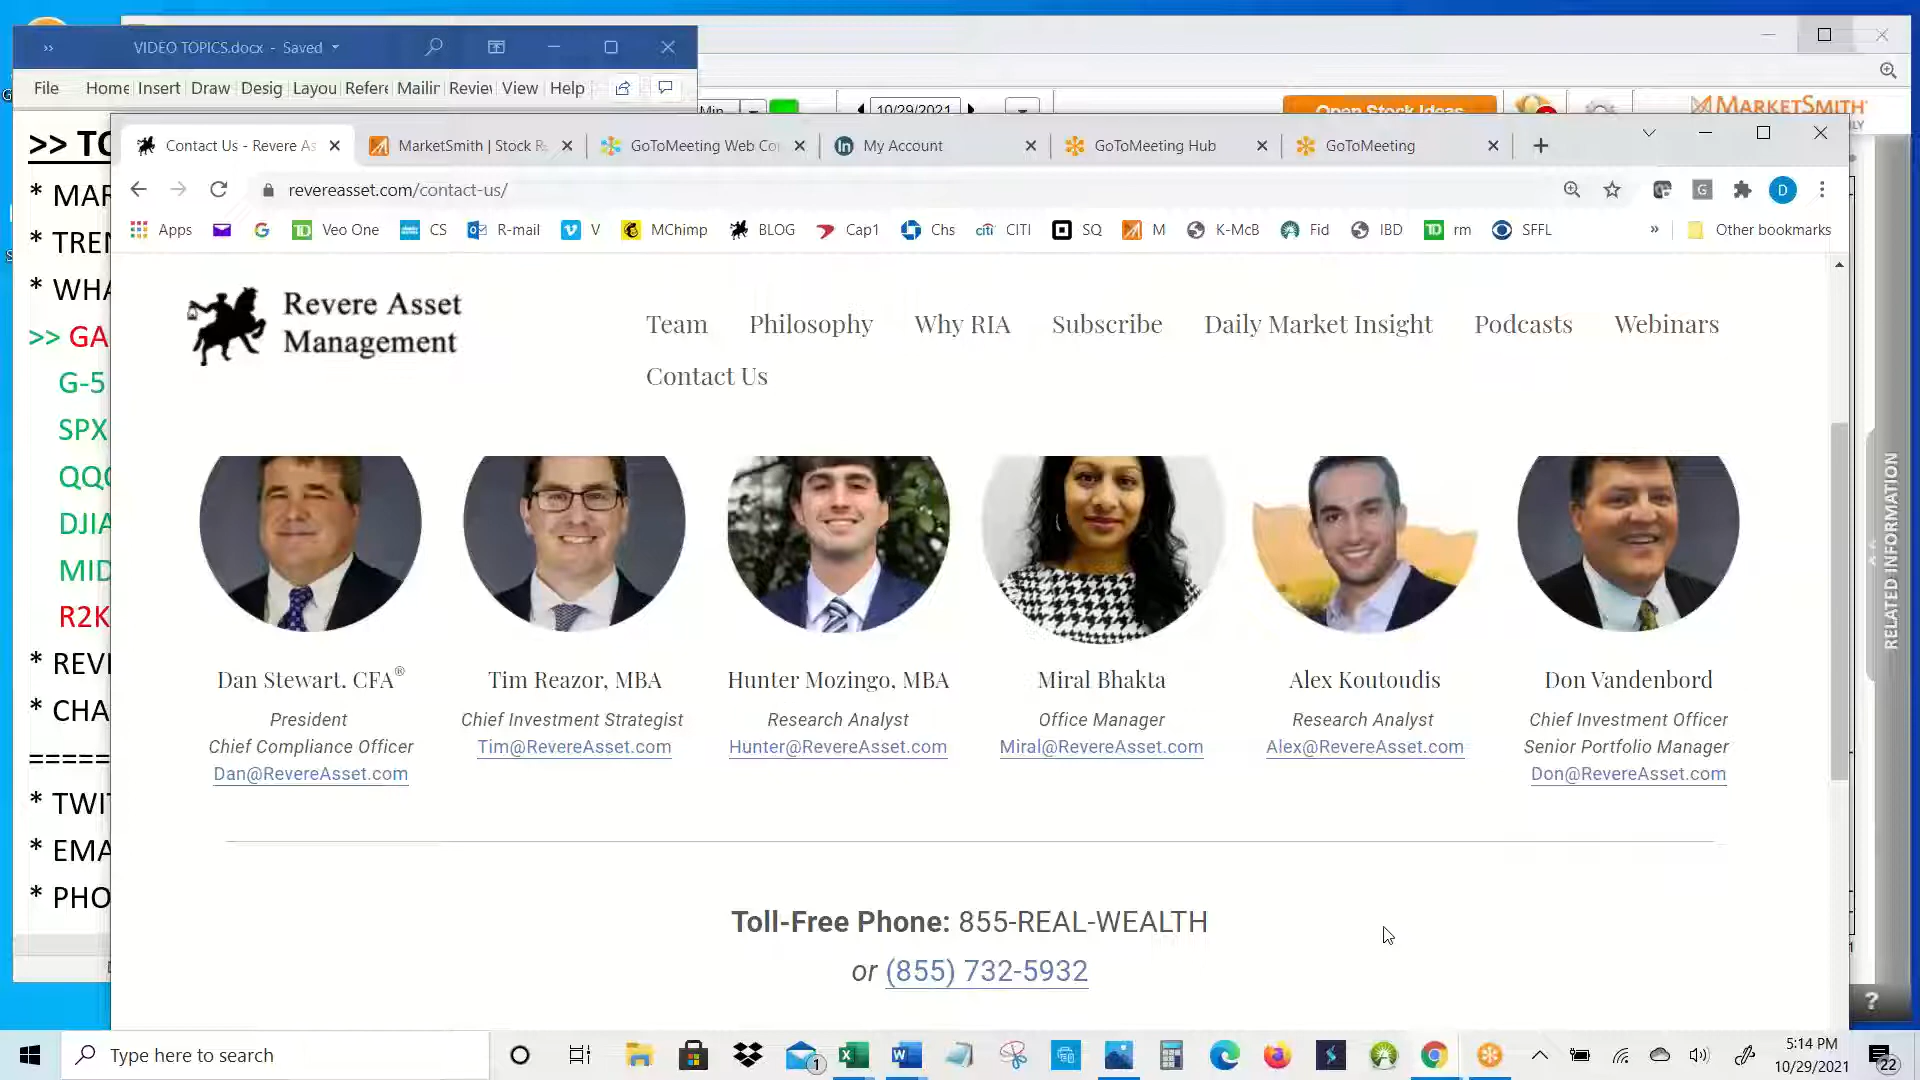 VIDEO TOPICS.docx - Saved
File Home Insert Draw Desig Layou Refere Mailin Review View Help
10/29/2021
Open Stock Ideas
MARKETSMITH
>> TO
* MAR
* TREN
* WHA
>> GA
G-5
SPX
QQQ
DJIA
MID
R2K
* REVE
* CHA
* TWIT
* EMA
* PHO
Contact Us - Revere As
MarketSmith | Stock R
GoToMeeting Web Co
My Account
GoToMeeting Hub
GoToMeeting
revereasset.com/contact-us/
D
Apps Veo One CS R-mail V MChimp BLOG Cap1 Chs CITI SQ M K-McB Fid IBD rm SFFL » Other bookmarks
Revere Asset
Management
Team Philosophy Why RIA Subscribe Daily Market Insight Podcasts Webinars
Contact Us
Dan Stewart, CFA®
President
Chief Compliance Officer
Dan@RevereAsset.com
Tim Reazor, MBA
Chief Investment Strategist
Tim@RevereAsset.com
Hunter Mozingo, MBA
Research Analyst
Hunter@RevereAsset.com
Miral Bhakta
Office Manager
Miral@RevereAsset.com
Alex Koutoudis
Research Analyst
Alex@RevereAsset.com
Don Vandenbord
Chief Investment Officer
Senior Portfolio Manager
Don@RevereAsset.com
Toll-Free Phone: 855-REAL-WEALTH
or (855) 732-5932
RELATED INFORMATION
Type here to search
5:14 PM
10/29/2021
22